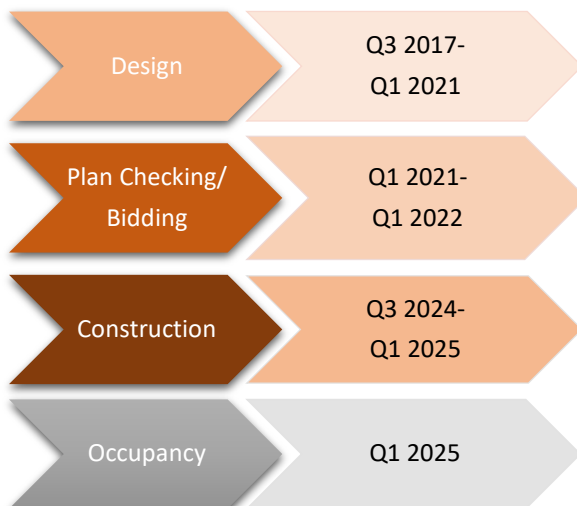 Design
Q3 2017-
Q1 2021
Plan Checking/
Bidding
Q1 2021-
Q1 2022
Construction
Q3 2024-
Q1 2025
Occupancy
Q1 2025